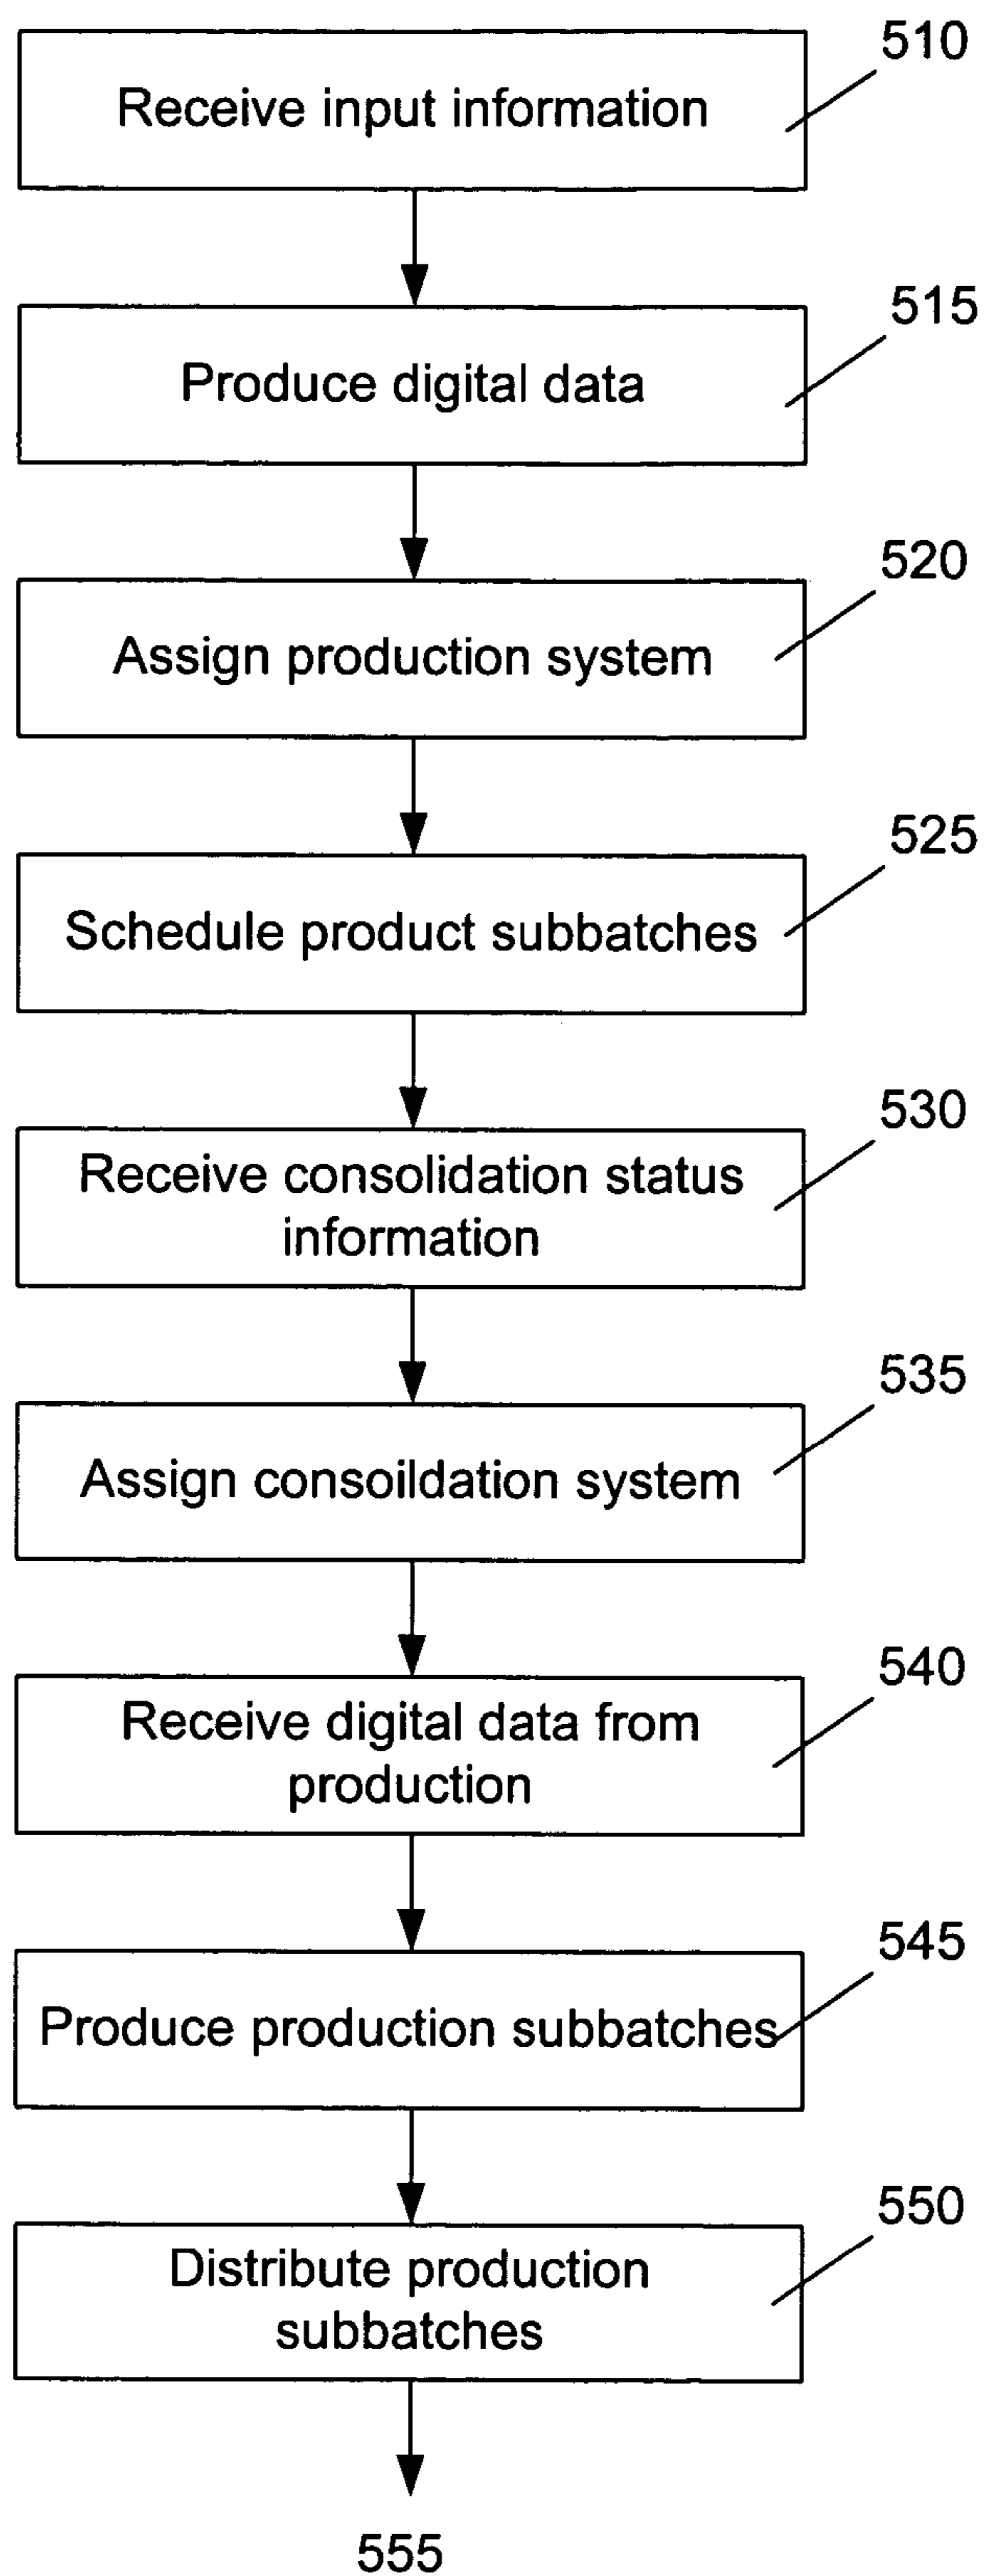 510
Receive input information
515
Produce digital data
520
Assign production system
525
Schedule product subbatches
530
Receive consolidation status
information
535
Assign consoildation system
540
Receive digital data from
production
545
Produce production subbatches
550
Distribute production
subbatches
555